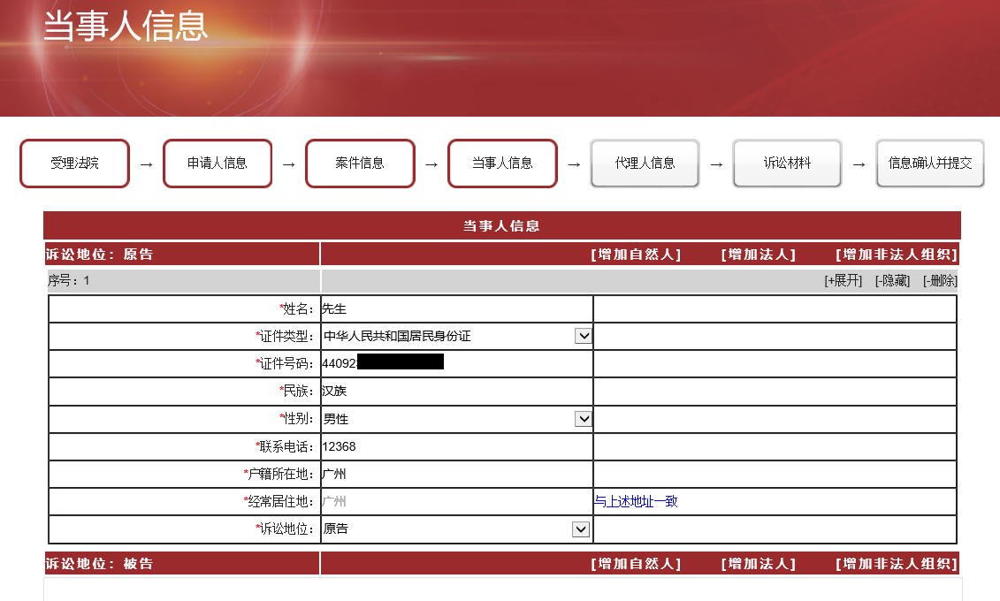 当事人信息
受理法院 → 申请人信息 → 案件信息 → 当事人信息 → 代理人信息 → 诉讼材料 → 信息确认并提交
当事人信息
诉讼地位：原告 [增加自然人] [增加法人] [增加非法人组织]
序号：1 [+展开] [-隐藏] [-删除]
*姓名： 先生
*证件类型： 中华人民共和国居民身份证
*证件号码： 44092
*民族： 汉族
*性别： 男性
*联系电话： 12368
*户籍所在地： 广州
*经常居住地： 广州 与上述地址一致
*诉讼地位： 原告
诉讼地位：被告 [增加自然人] [增加法人] [增加非法人组织]